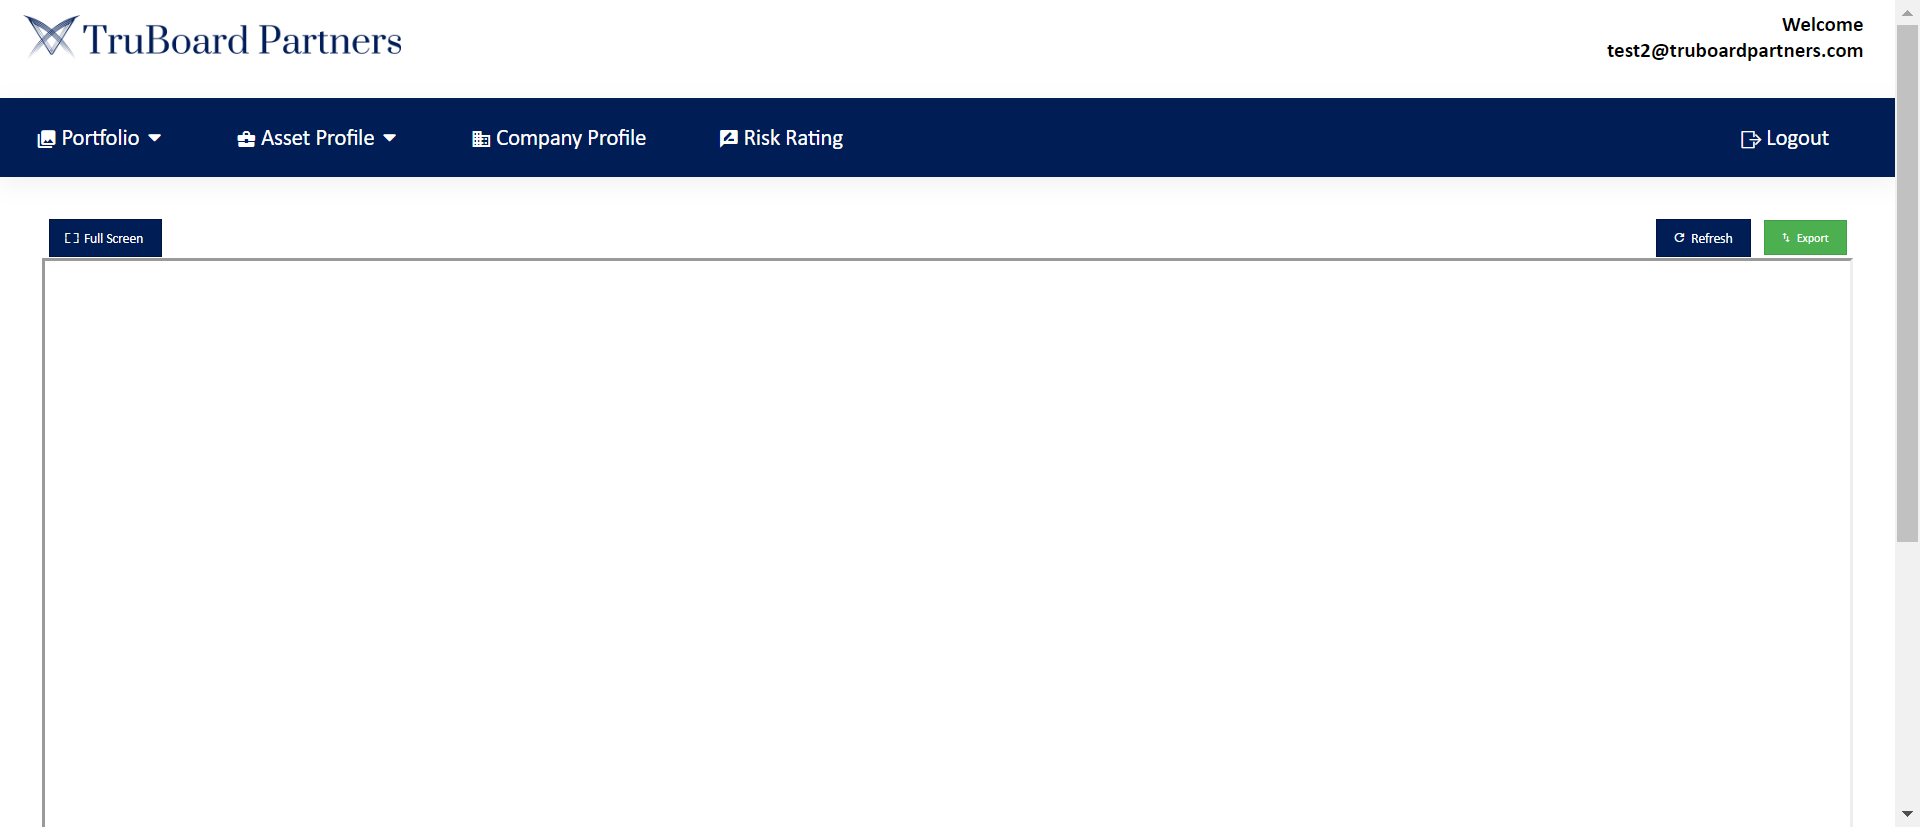 TruBoard Partners
Welcome
test2@truboardpartners.com
Portfolio
Asset Profile
Company Profile
Risk Rating
Logout
Full Screen
Refresh
Export